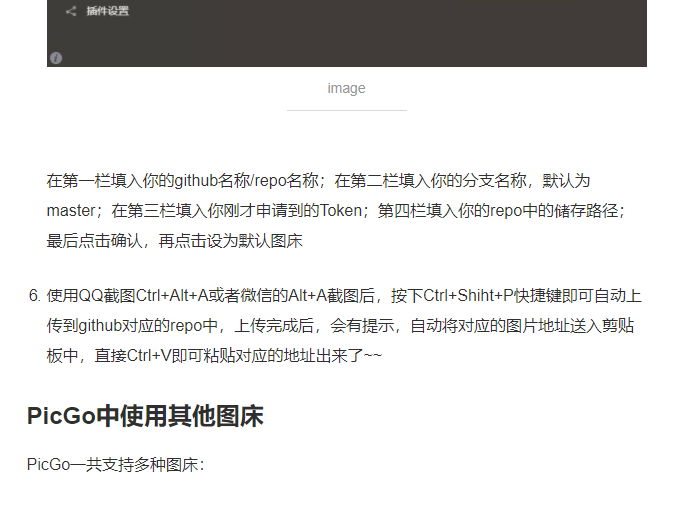 插件设置
image
在第一栏填入你的github名称/repo名称；在第二栏填入你的分支名称，默认为
master；在第三栏填入你刚才申请到的Token；第四栏填入你的repo中的储存路径；
最后点击确认，再点击设为默认图床
6. 使用QQ截图Ctrl+Alt+A或者微信的Alt+A截图后，按下Ctrl+Shiht+P快捷键即可自动上
传到github对应的repo中，上传完成后，会有提示，自动将对应的图片地址送入剪贴
板中，直接Ctrl+V即可粘贴对应的地址出来了~~
PicGo中使用其他图床
PicGo一共支持多种图床：